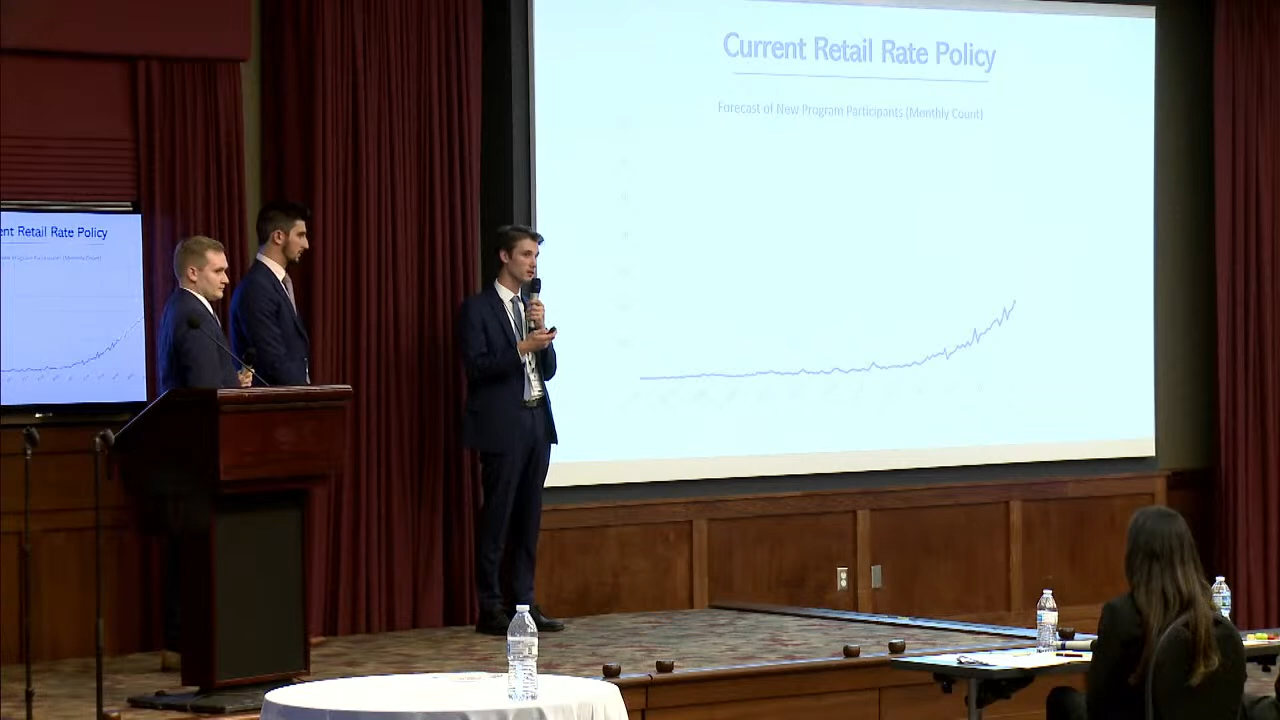 Current Retail Rate Policy
Forecast of New Program Participants (Monthly Count)
ent Retail Rate Policy